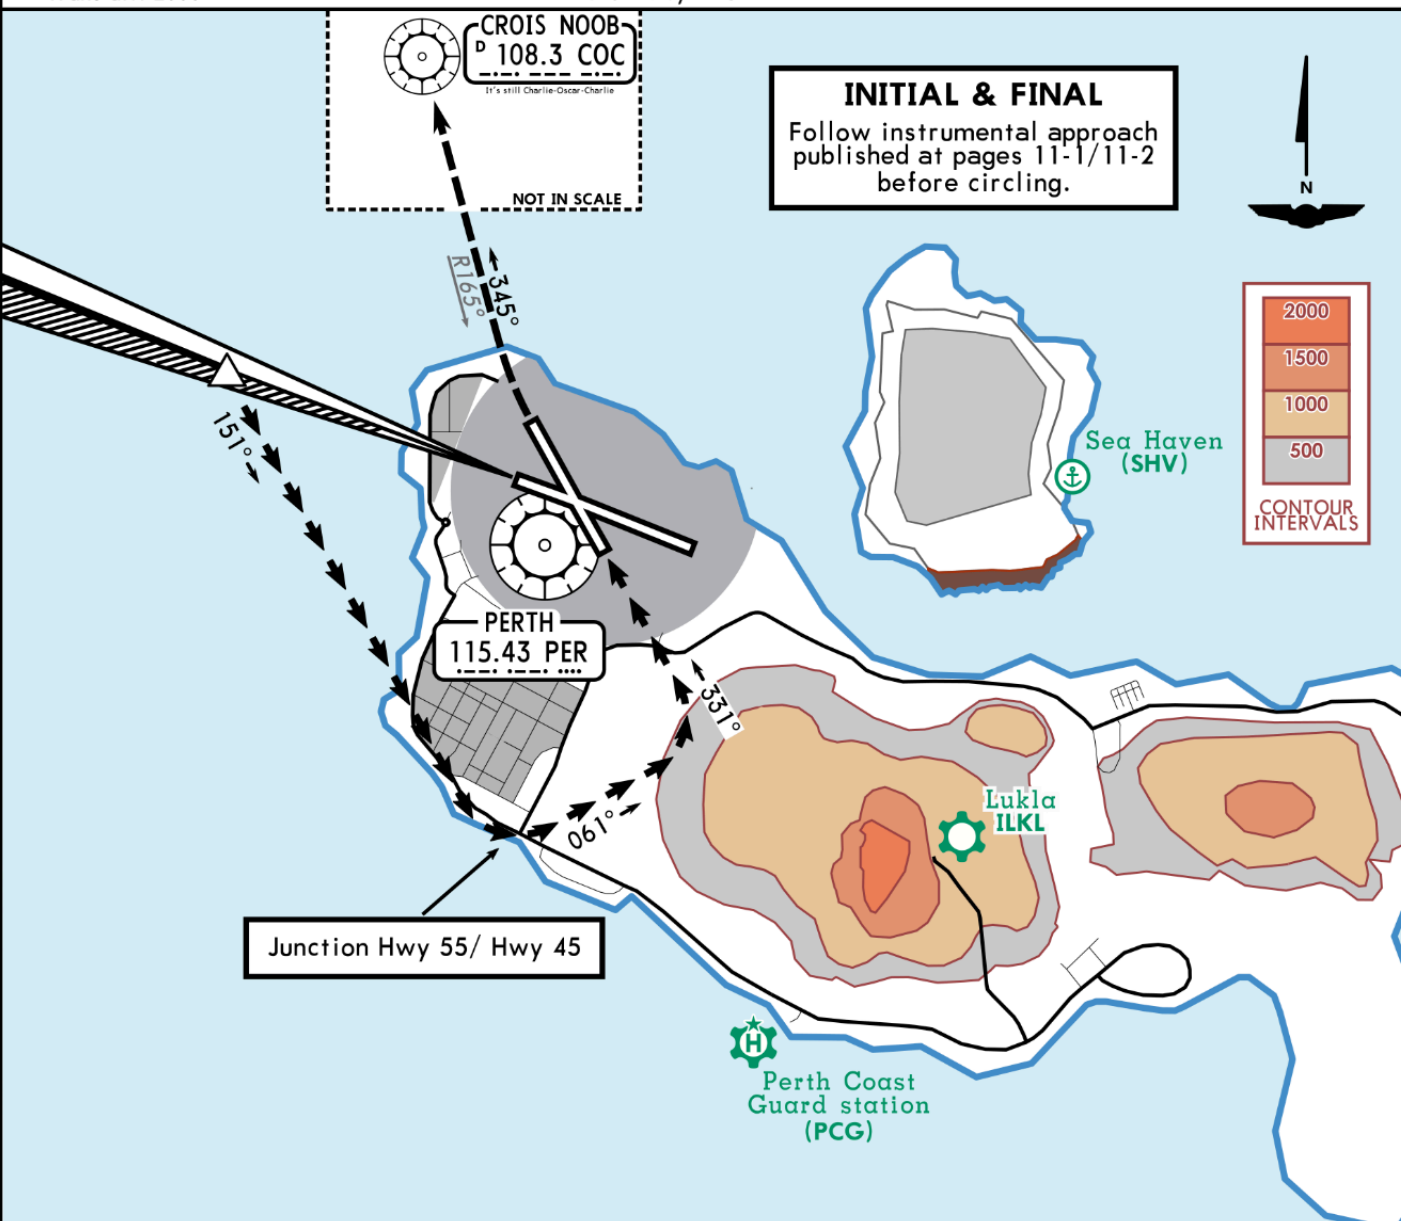 CROIS NOOB
D 108.3 COC
It's still Charlie-Oscar-Charlie
NOT IN SCALE
INITIAL & FINAL
Follow instrumental approach
published at pages 11-1/11-2
before circling.
N
R165°
345°
2000
1500
1000
500
CONTOUR
INTERVALS
Sea Haven
(SHV)
151°
PERTH
115.43 PER
331°
061°
Lukla
ILKL
Junction Hwy 55/ Hwy 45
H
Perth Coast
Guard station
(PCG)